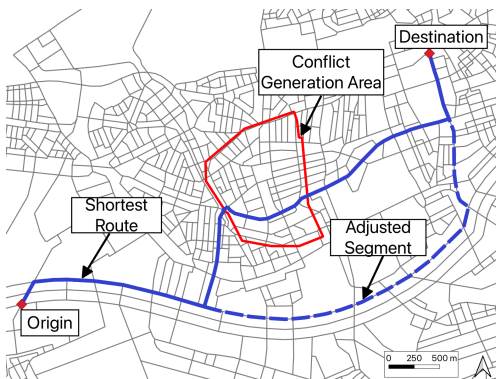 Destination
Conflict
Generation Area
Shortest
Route
Adjusted
Segment
Origin
0 250 500 m